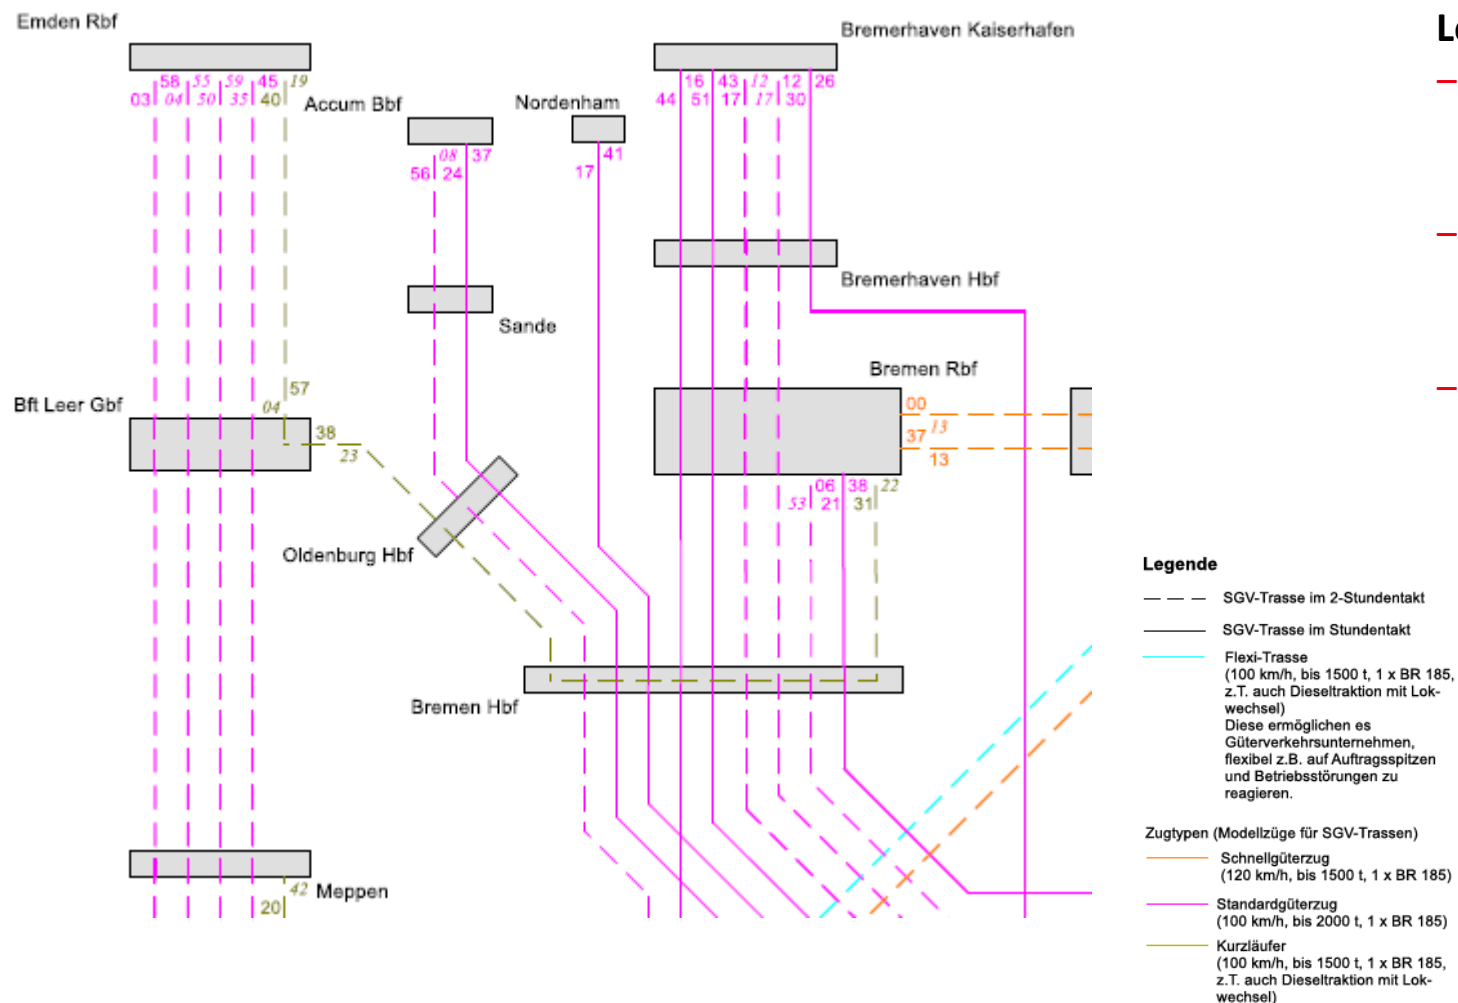 Emden Rbf
58 55 59 45 19
03 04 50 35 40
Accum Bbf
08 37
56 24
Nordenham
41
17
Bremerhaven Kaiserhafen
16 43 12 12 26
44 51 17 17 30
Sande
Bremerhaven Hbf
Bremen Rbf
00
13
37
13
57
Bft Leer Gbf
04
38
23
06 38 22
53 21 31
Oldenburg Hbf
Bremen Hbf
42 Meppen
20
Legende
SGV-Trasse im 2-Stundentakt
SGV-Trasse im Stundentakt
Flexi-Trasse
(100 km/h, bis 1500 t, 1 x BR 185,
z.T. auch Dieseltraktion mit Lok-
wechsel)
Diese ermöglichen es
Güterverkehrsunternehmen,
flexibel z.B. auf Auftragsspitzen
und Betriebsstörungen zu
reagieren.
Zugtypen (Modellzüge für SGV-Trassen)
Schnellgüterzug
(120 km/h, bis 1500 t, 1 x BR 185)
Standardgüterzug
(100 km/h, bis 2000 t, 1 x BR 185)
Kurzläufer
(100 km/h, bis 1500 t, 1 x BR 185,
z.T. auch Dieseltraktion mit Lok-
wechsel)